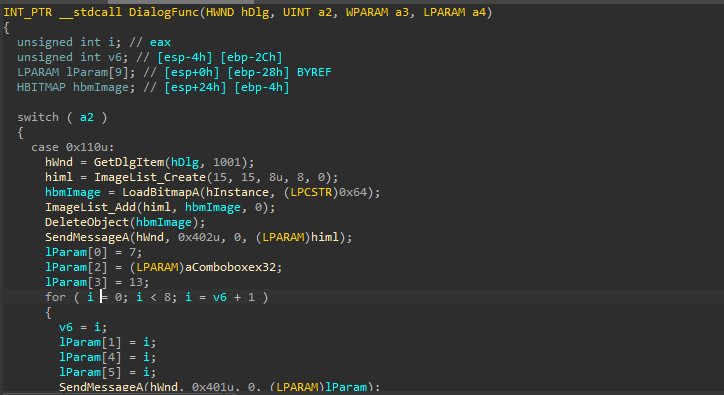 INT_PTR __stdcall DialogFunc(HWND hDlg, UINT a2, WPARAM a3, LPARAM a4)
{
  unsigned int i; // eax
  unsigned int v6; // [esp-4h] [ebp-2Ch]
  LPARAM lParam[9]; // [esp+0h] [ebp-28h] BYREF
  HBITMAP hbmImage; // [esp+24h] [ebp-4h]
  switch ( a2 )
  {
    case 0x110u:
      hWnd = GetDlgItem(hDlg, 1001);
      himl = ImageList_Create(15, 15, 8u, 8, 0);
      hbmImage = LoadBitmapA(hInstance, (LPCSTR)0x64);
      ImageList_Add(himl, hbmImage, 0);
      DeleteObject(hbmImage);
      SendMessageA(hWnd, 0x402u, 0, (LPARAM)himl);
      lParam[0] = 7;
      lParam[2] = (LPARAM)aComboboxex32;
      lParam[3] = 13;
      for ( i = 0; i < 8; i = v6 + 1 )
      {
        v6 = i;
        lParam[1] = i;
        lParam[4] = i;
        lParam[5] = i;
        SendMessageA(hWnd, 0x401u, 0, (LPARAM)lParam);